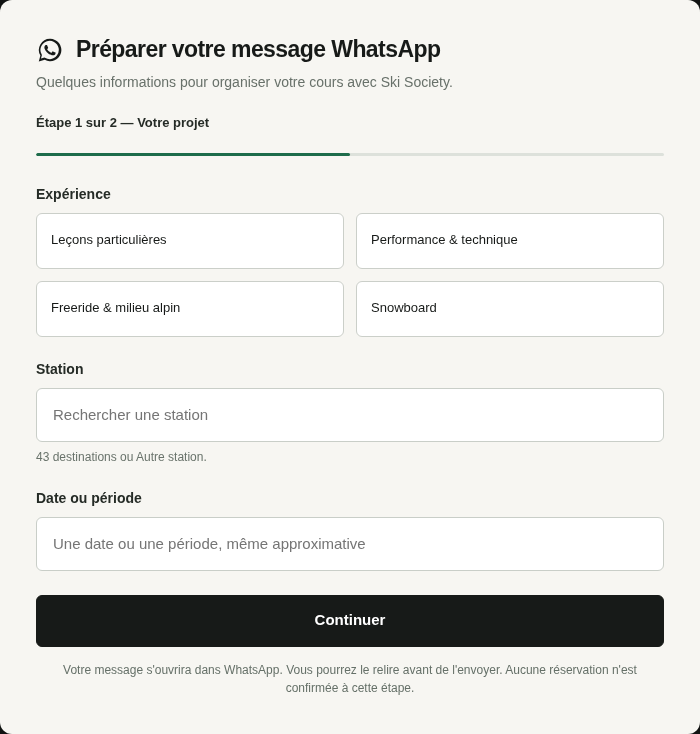 Préparer votre message WhatsApp
Quelques informations pour organiser votre cours avec Ski Society.
Étape 1 sur 2 — Votre projet
Expérience
Leçons particulières
Performance & technique
Freeride & milieu alpin
Snowboard
Station
Rechercher une station
43 destinations ou Autre station.
Date ou période
Une date ou une période, même approximative
Continuer
Votre message s'ouvrira dans WhatsApp. Vous pourrez le relire avant de l'envoyer. Aucune réservation n'est
confirmée à cette étape.